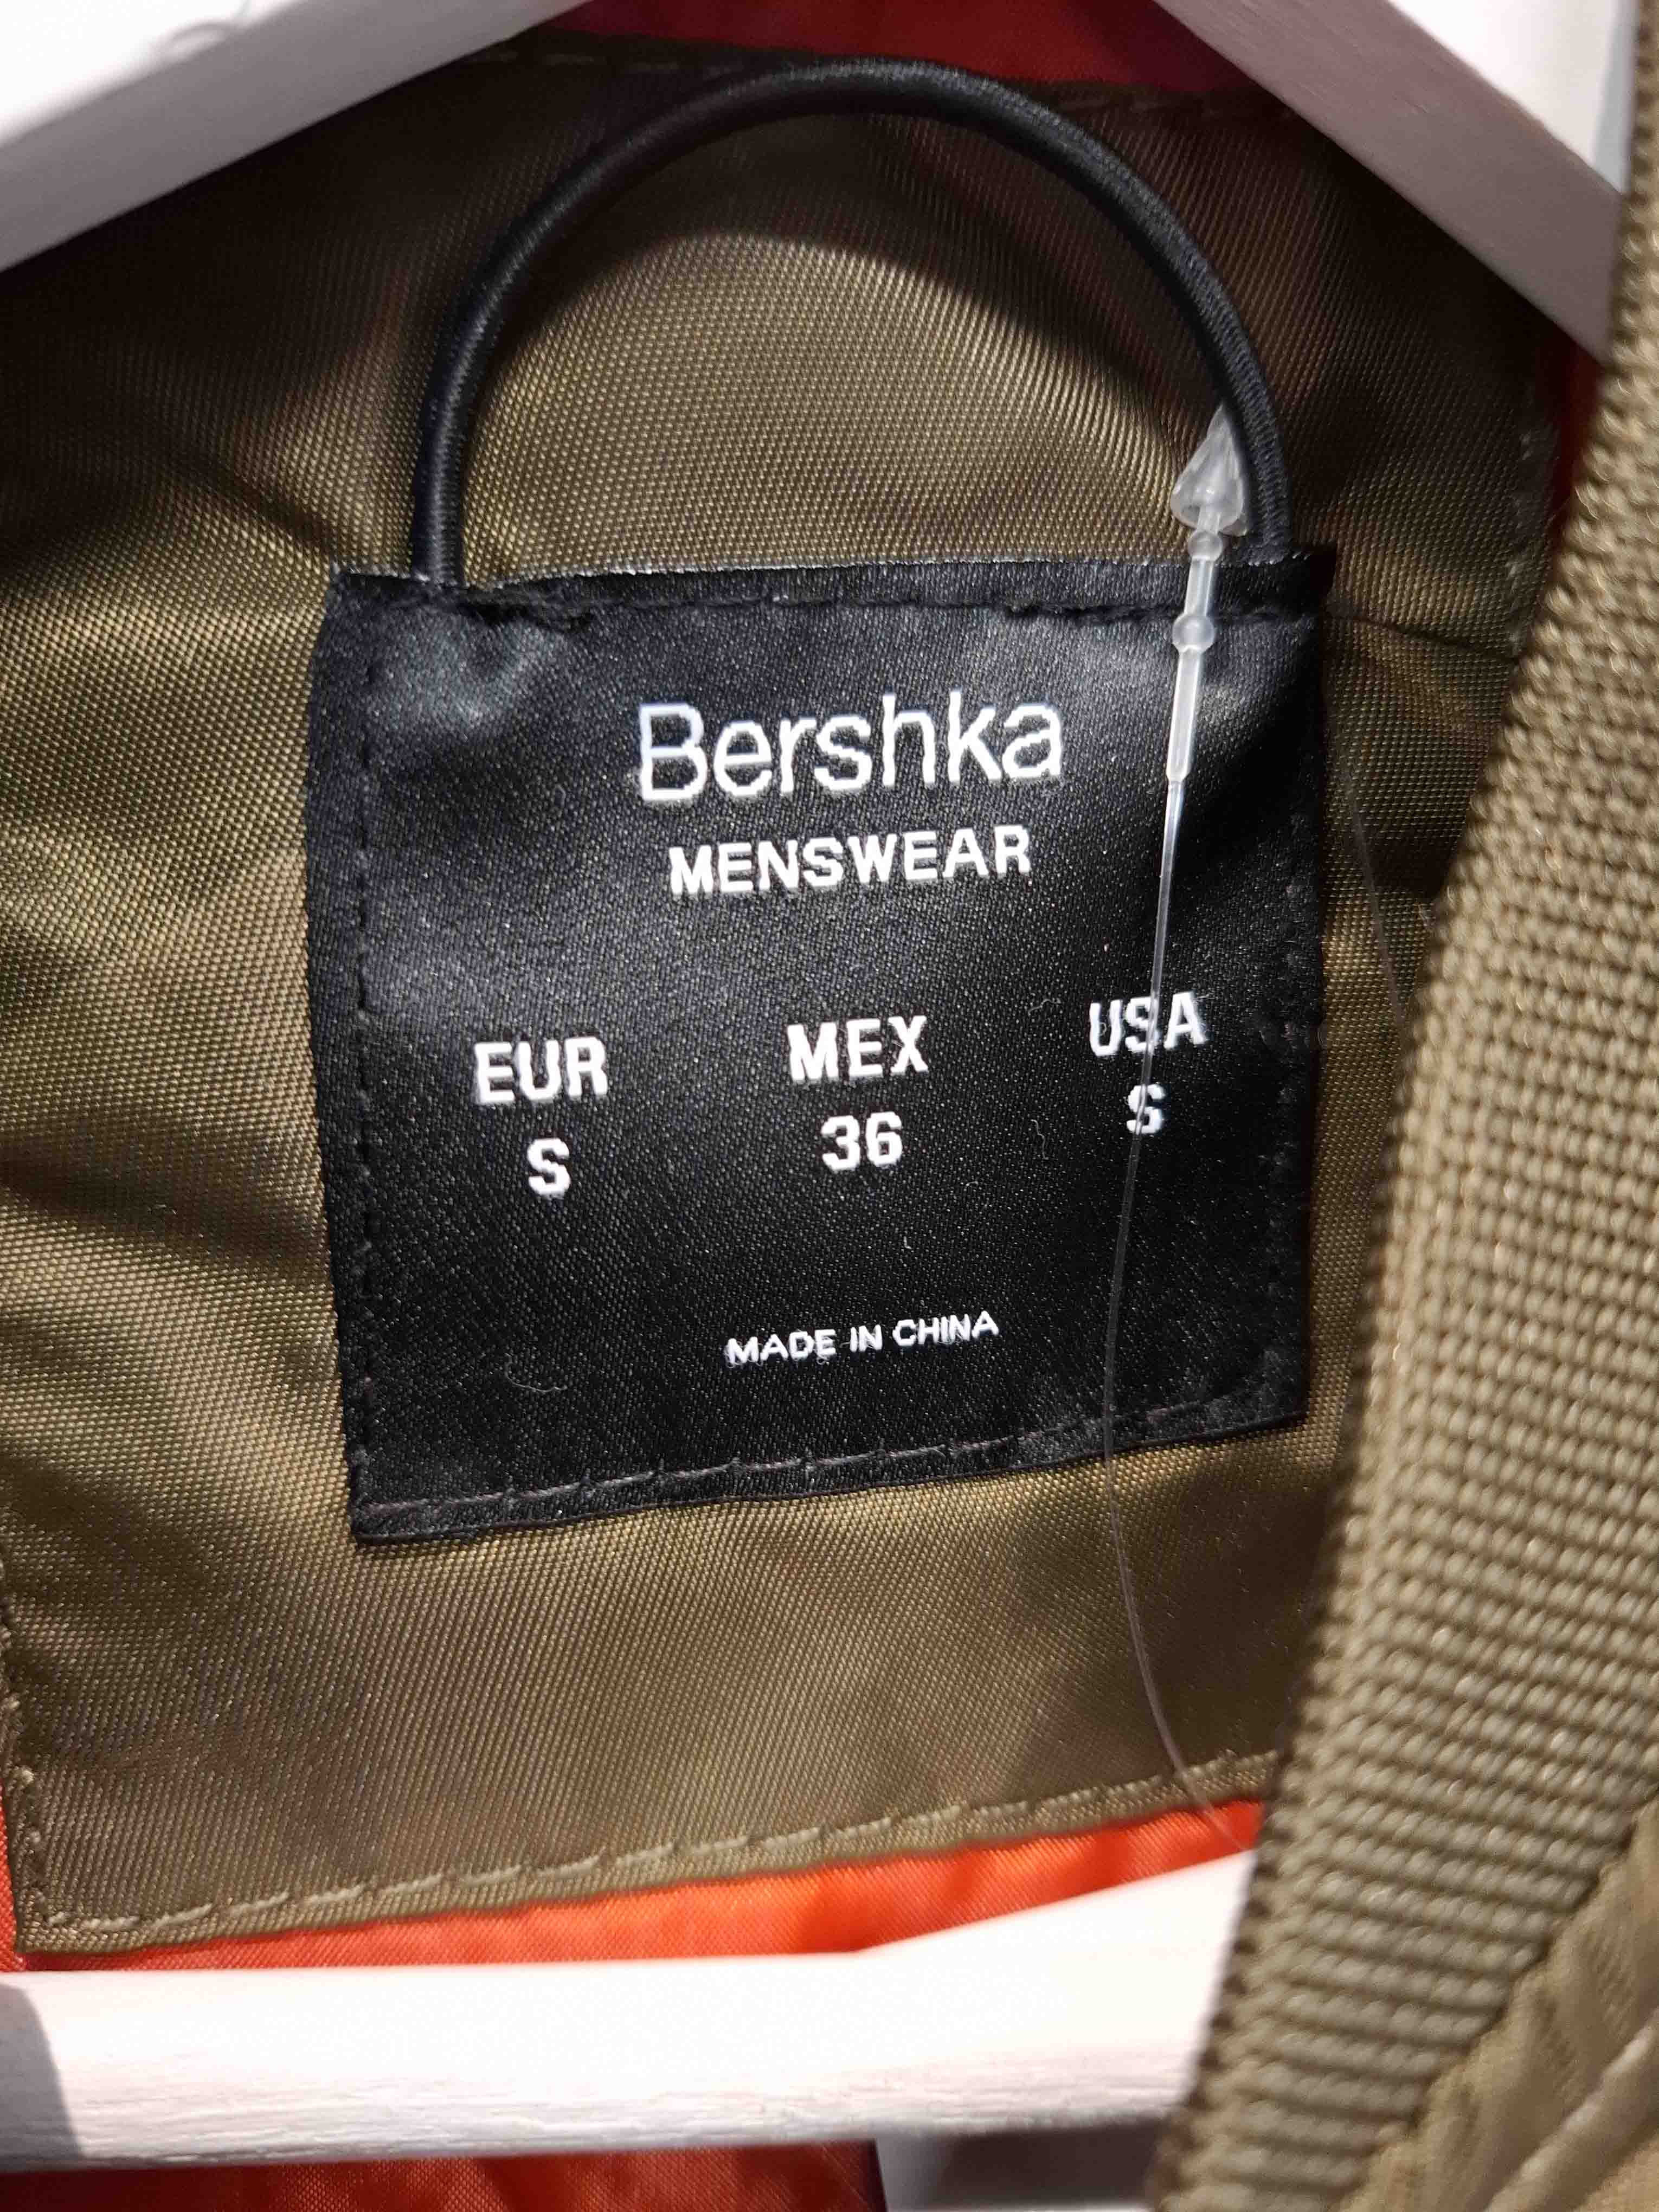 Bershka
MENSWEAR
EUR MEX USA
S 36 S
MADE IN CHINA